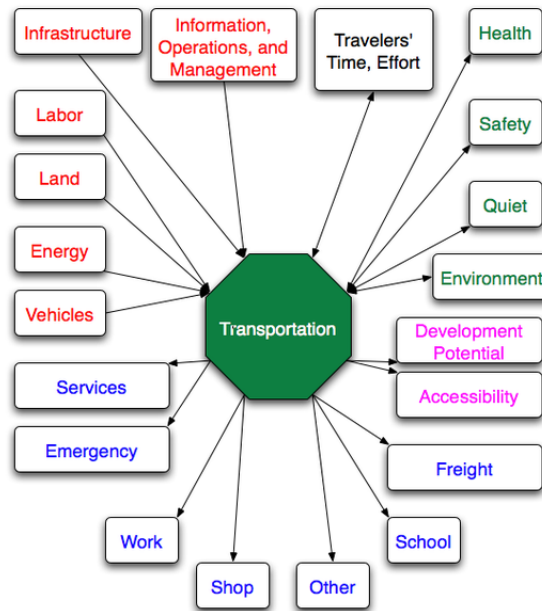 Infrastructure
Information,
Operations, and
Management
Travelers'
Time, Effort
Health
Labor
Safety
Land
Quiet
Energy
Environment
Vehicles
Transportation
Development
Potential
Services
Accessibility
Emergency
Freight
Work
School
Shop
Other